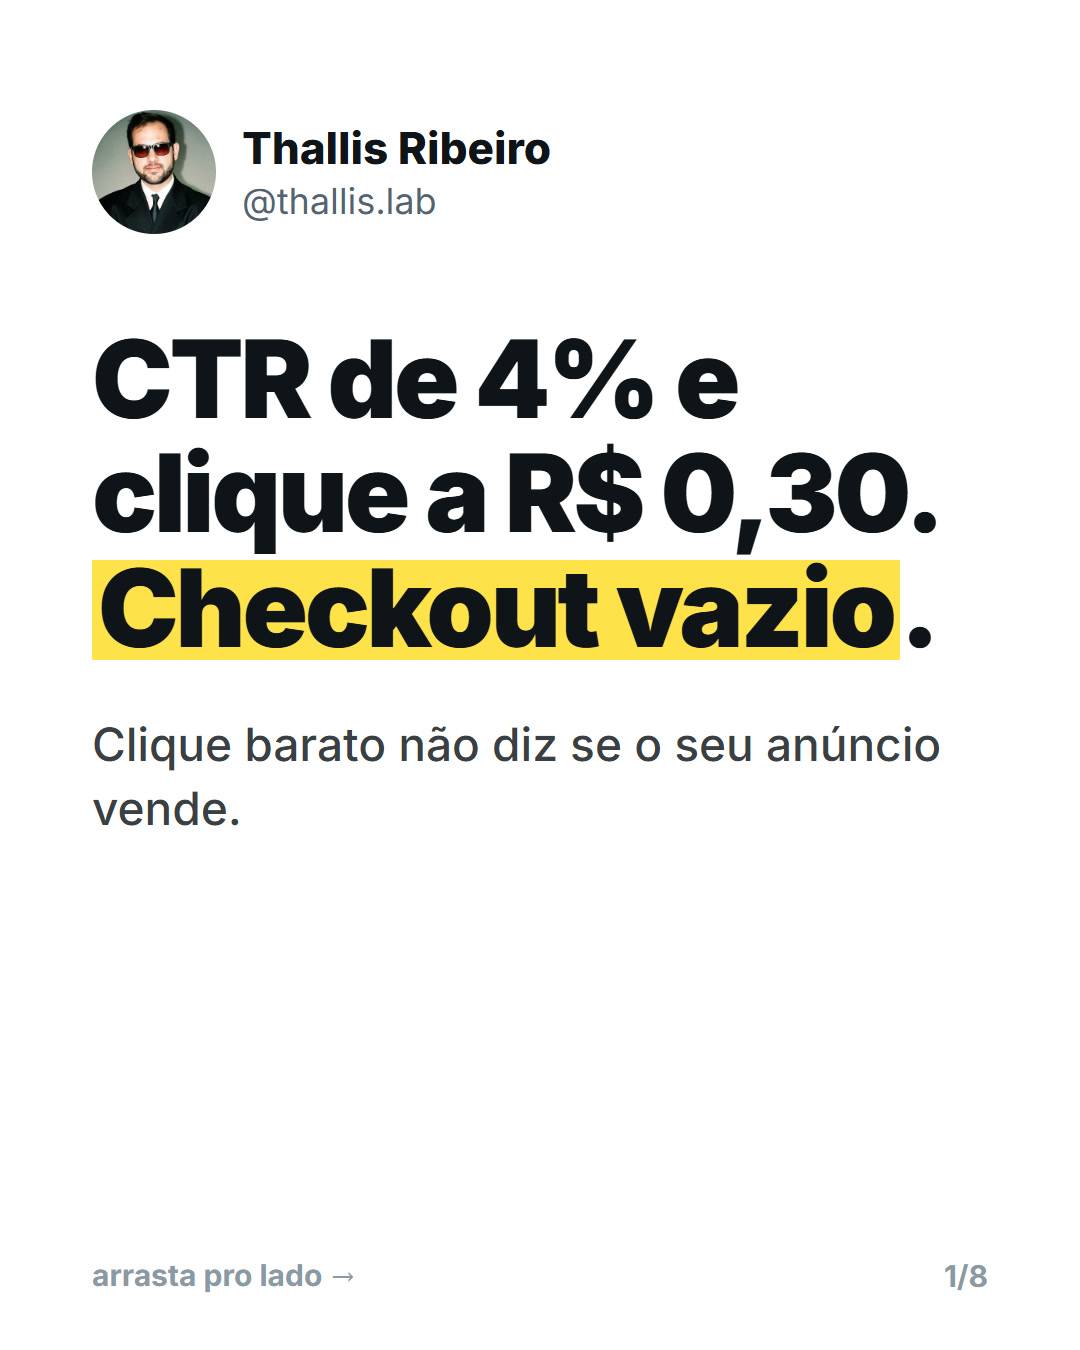 Thallis Ribeiro
@thallis.lab
CTR de 4% e
clique a R$ 0,30.
Checkout vazio.
Clique barato não diz se o seu anúncio
vende.
arrasta pro lado →
1/8